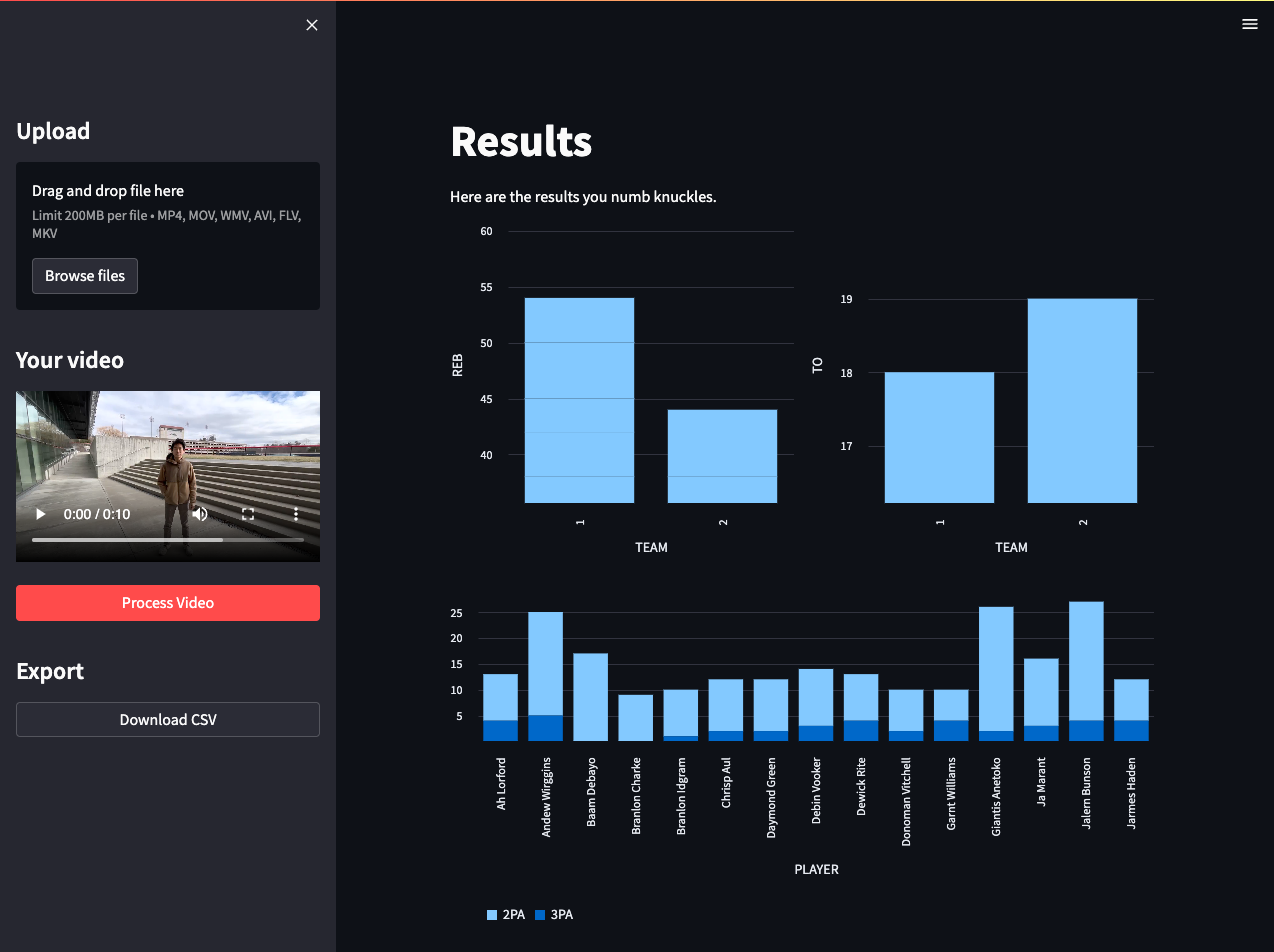 Upload
Drag and drop file here
Limit 200MB per file • MP4, MOV, WMV, AVI, FLV,
MKV
Browse files
Your video
0:00 / 0:10
Process Video
Export
Download CSV
Results
Here are the results you numb knuckles.
60
55
50
45
40
REB
1
2
TEAM
19
18
17
TO
1
2
TEAM
25
20
15
10
5
Ah Lorford
Andew Wirggins
Baam Debayo
Branlon Charke
Branlon Idgram
Chrisp Aul
Daymond Green
Debin Vooker
Dewick Rite
Donoman Vitchell
Garnt Williams
Giantis Anetoko
Ja Marant
Jalern Bunson
Jarmes Haden
PLAYER
2PA
3PA